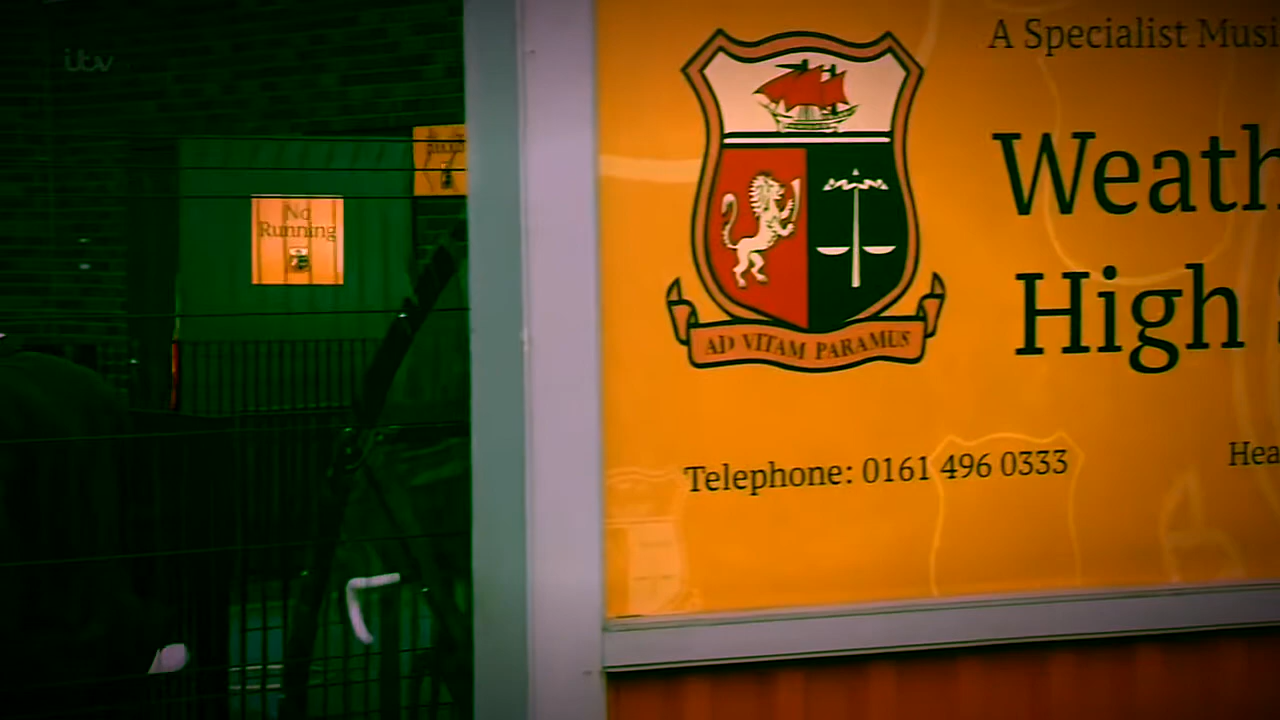 itv
No
Running
A Specialist Musi
Weath
High
AD VITAM PARAMUS
Telephone: 0161 496 0333
Hea